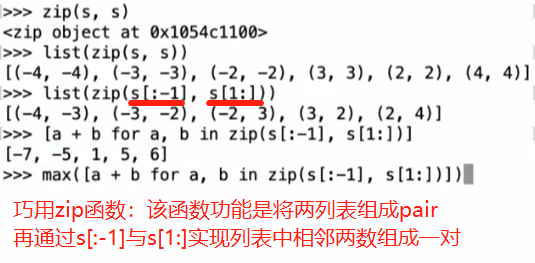 >>> zip(s, s)
<zip object at 0x1054c1100>
>>> list(zip(s, s))
[(-4, -4), (-3, -3), (-2, -2), (3, 3), (2, 2), (4, 4)]
>>> list(zip(s[:-1], s[1:]))
[(-4, -3), (-3, -2), (-2, 3), (3, 2), (2, 4)]
>>> [a + b for a, b in zip(s[:-1], s[1:])]
[-7, -5, 1, 5, 6]
>>> max([a + b for a, b in zip(s[:-1], s[1:])])
巧用zip函数：该函数功能是将两列表组成pair
再通过s[:-1]与s[1:]实现列表中相邻两数组成一对